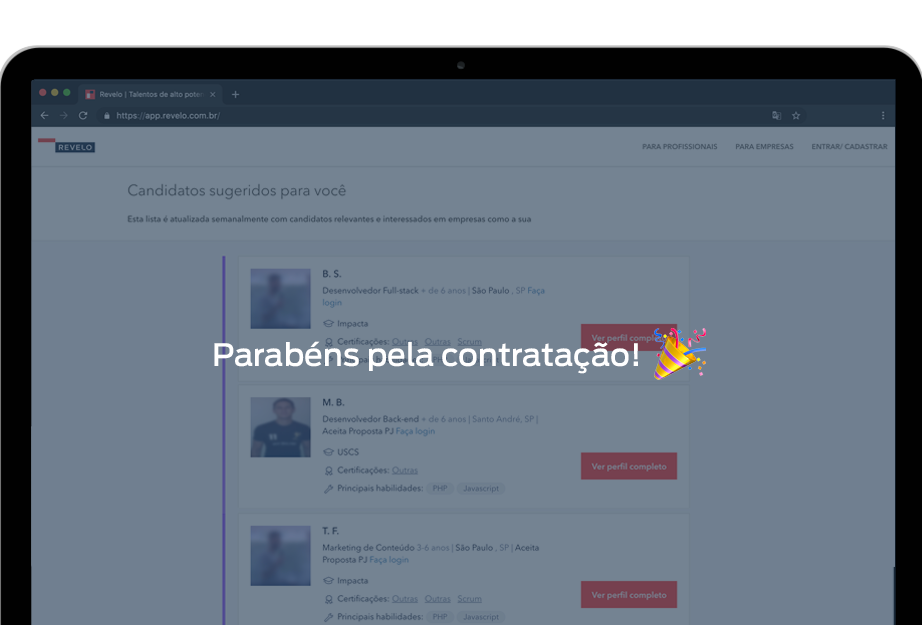 Revelo | Talentos de alto poten
https://app.revelo.com.br/
REVELO
PARA PROFISSIONAIS PARA EMPRESAS ENTRAR/ CADASTRAR
Candidatos sugeridos para você
Esta lista é atualizada semanalmente com candidatos relevantes e interessados em empresas como a sua
B. S.
Desenvolvedor Full-stack + de 6 anos | São Paulo , SP Faça
login
Impacta
Certificações: Outras Outras Scrum
Ver perfil completo
Parabéns pela contratação!
M. B.
Desenvolvedor Back-end + de 6 anos | Santo André, SP |
Aceita Proposta PJ Faça login
USCS
Certificações: Outras
Principais habilidades: PHP Javascript
Ver perfil completo
T. F.
Marketing de Conteúdo 3-6 anos | São Paulo , SP | Aceita
Proposta PJ Faça login
Impacta
Certificações: Outras Outras Scrum
Principais habilidades: PHP Javascript
Ver perfil completo